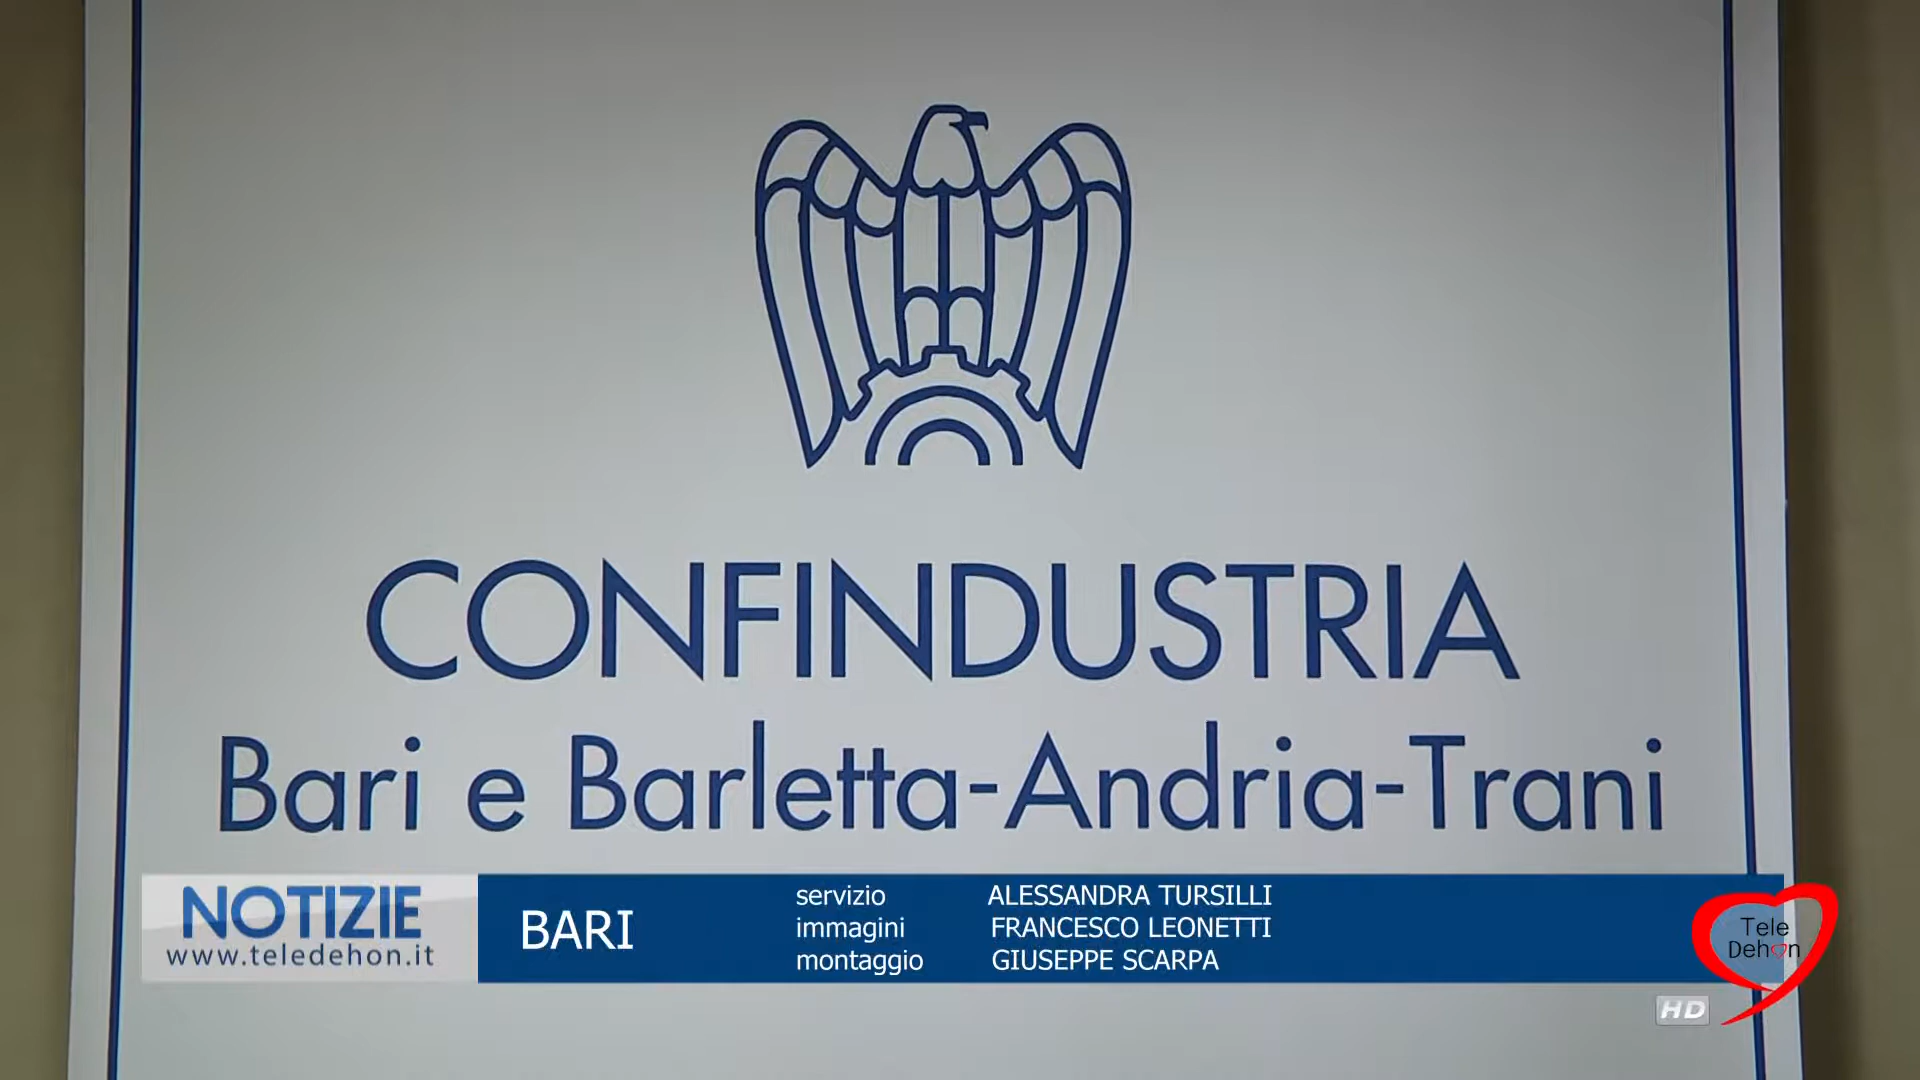 CONFINDUSTRIA
Bari e Barletta-Andria-Trani
NOTIZIE
www.teledehon.it
BARI
servizio ALESSANDRA TURSILLI
immagini FRANCESCO LEONETTI
montaggio GIUSEPPE SCARPA
Tele
Dehon
HD